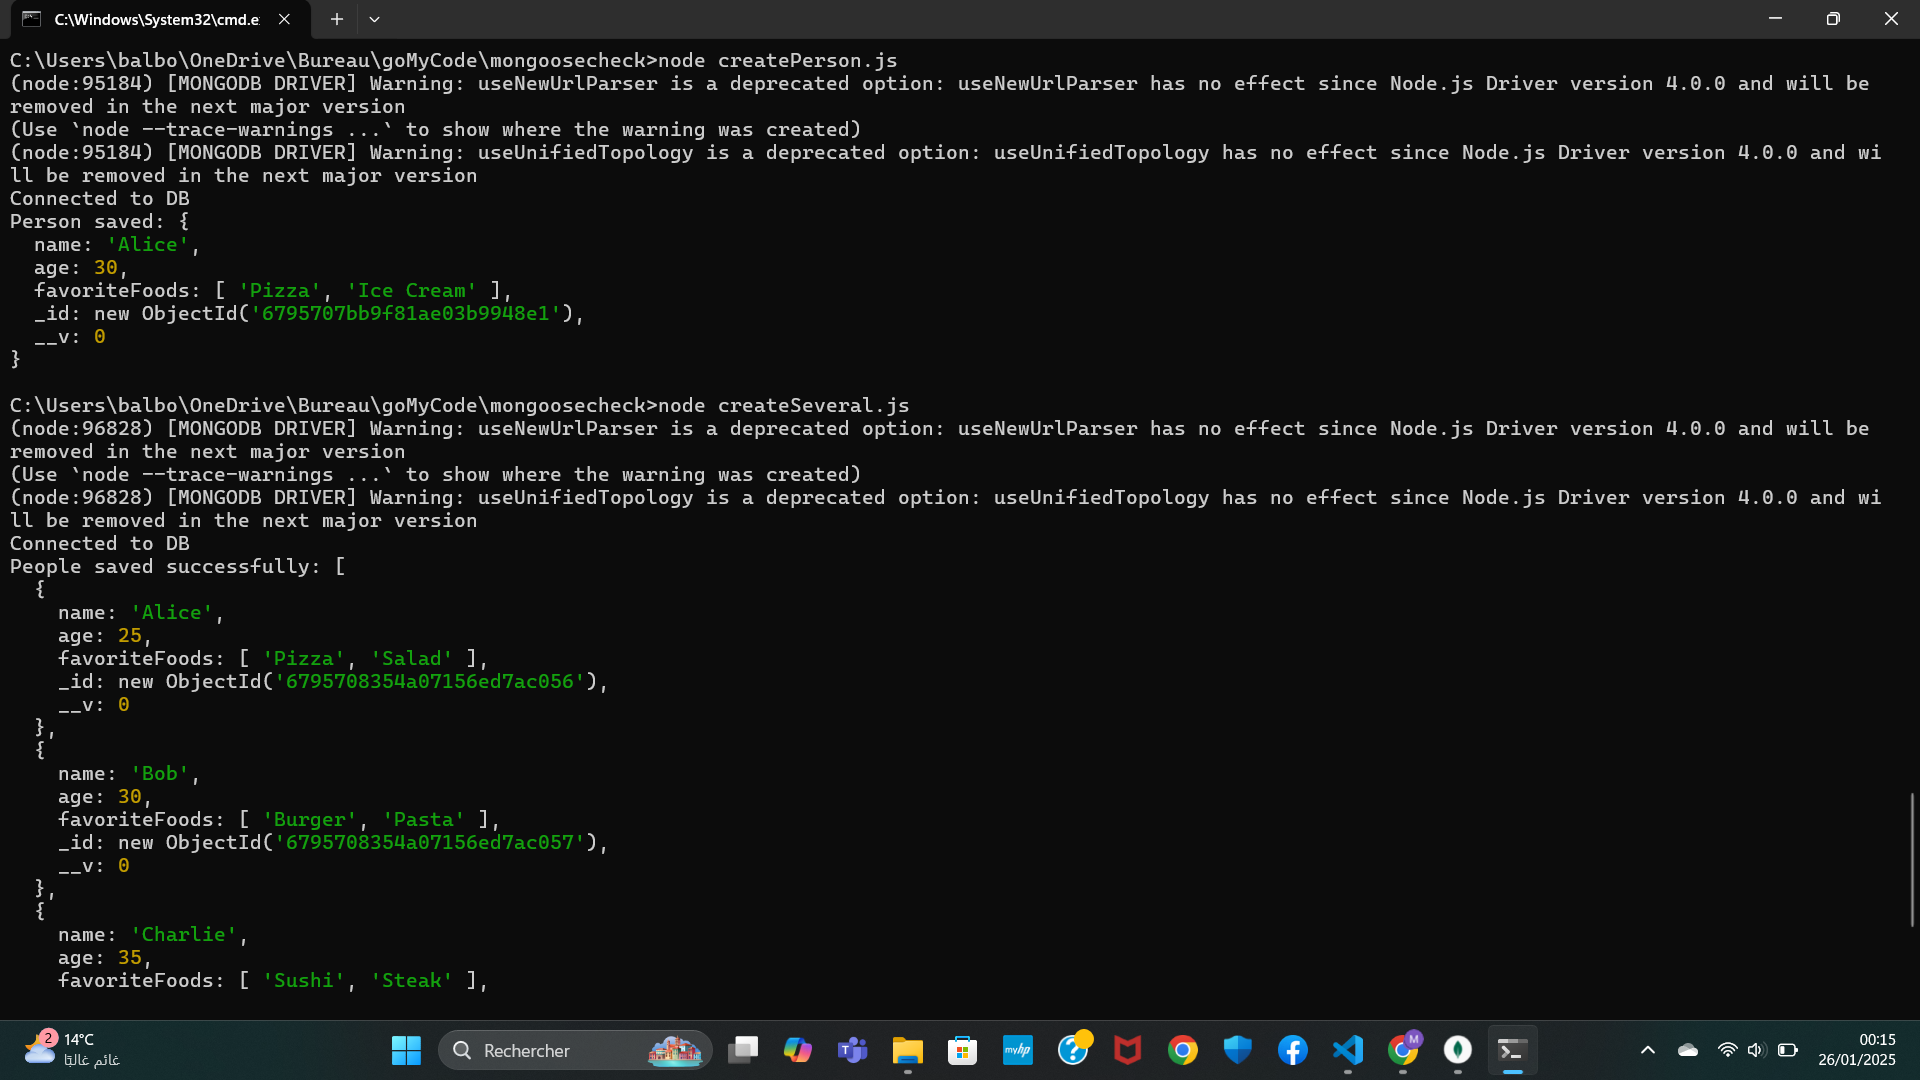 C:\Windows\System32\cmd.e
C:\Users\balbo\OneDrive\Bureau\goMyCode\mongoosecheck>node createPerson.js
(node:95184) [MONGODB DRIVER] Warning: useNewUrlParser is a deprecated option: useNewUrlParser has no effect since Node.js Driver version 4.0.0 and will be
removed in the next major version
(Use `node --trace-warnings ...` to show where the warning was created)
(node:95184) [MONGODB DRIVER] Warning: useUnifiedTopology is a deprecated option: useUnifiedTopology has no effect since Node.js Driver version 4.0.0 and wi
ll be removed in the next major version
Connected to DB
Person saved: {
  name: 'Alice',
  age: 30,
  favoriteFoods: [ 'Pizza', 'Ice Cream' ],
  _id: new ObjectId('6795707bb9f81ae03b9948e1'),
  __v: 0
}
C:\Users\balbo\OneDrive\Bureau\goMyCode\mongoosecheck>node createSeveral.js
(node:96828) [MONGODB DRIVER] Warning: useNewUrlParser is a deprecated option: useNewUrlParser has no effect since Node.js Driver version 4.0.0 and will be
removed in the next major version
(Use `node --trace-warnings ...` to show where the warning was created)
(node:96828) [MONGODB DRIVER] Warning: useUnifiedTopology is a deprecated option: useUnifiedTopology has no effect since Node.js Driver version 4.0.0 and wi
ll be removed in the next major version
Connected to DB
People saved successfully: [
  {
    name: 'Alice',
    age: 25,
    favoriteFoods: [ 'Pizza', 'Salad' ],
    _id: new ObjectId('6795708354a07156ed7ac056'),
    __v: 0
  },
  {
    name: 'Bob',
    age: 30,
    favoriteFoods: [ 'Burger', 'Pasta' ],
    _id: new ObjectId('6795708354a07156ed7ac057'),
    __v: 0
  },
  {
    name: 'Charlie',
    age: 35,
    favoriteFoods: [ 'Sushi', 'Steak' ],
2
14°C
غائم غالبًا
Rechercher
T
myhp
?
M
00:15
26/01/2025